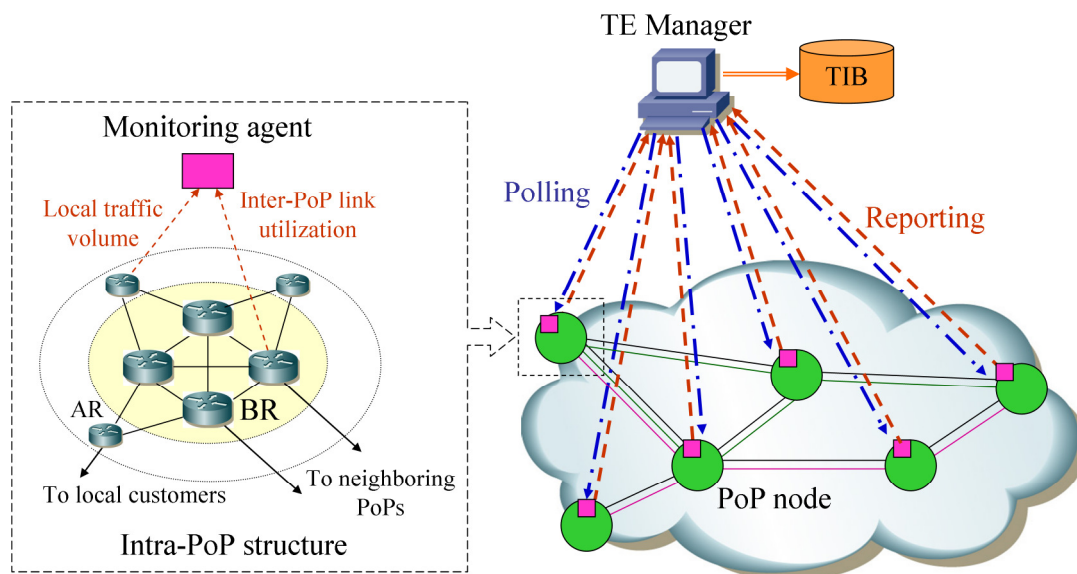 TE Manager
TIB
Monitoring agent
Local traffic
volume
Inter-PoP link
utilization
Polling
Reporting
AR
BR
To local customers
To neighboring
PoPs
PoP node
Intra-PoP structure